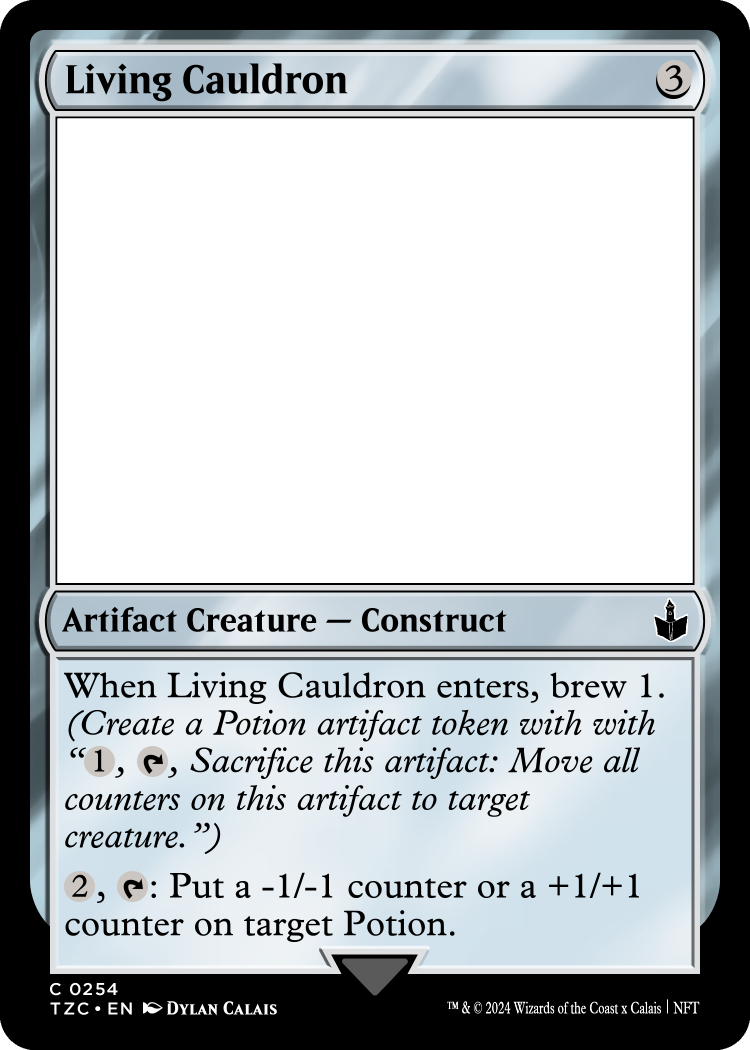 Living Cauldron 3
Artifact Creature — Construct
When Living Cauldron enters, brew 1.
(Create a Potion artifact token with with
“1, , Sacrifice this artifact: Move all
counters on this artifact to target
creature.”)
2, : Put a -1/-1 counter or a +1/+1
counter on target Potion.
C 0254
TZC • EN Dylan Calais
™ & © 2024 Wizards of the Coast x Calais | NFT